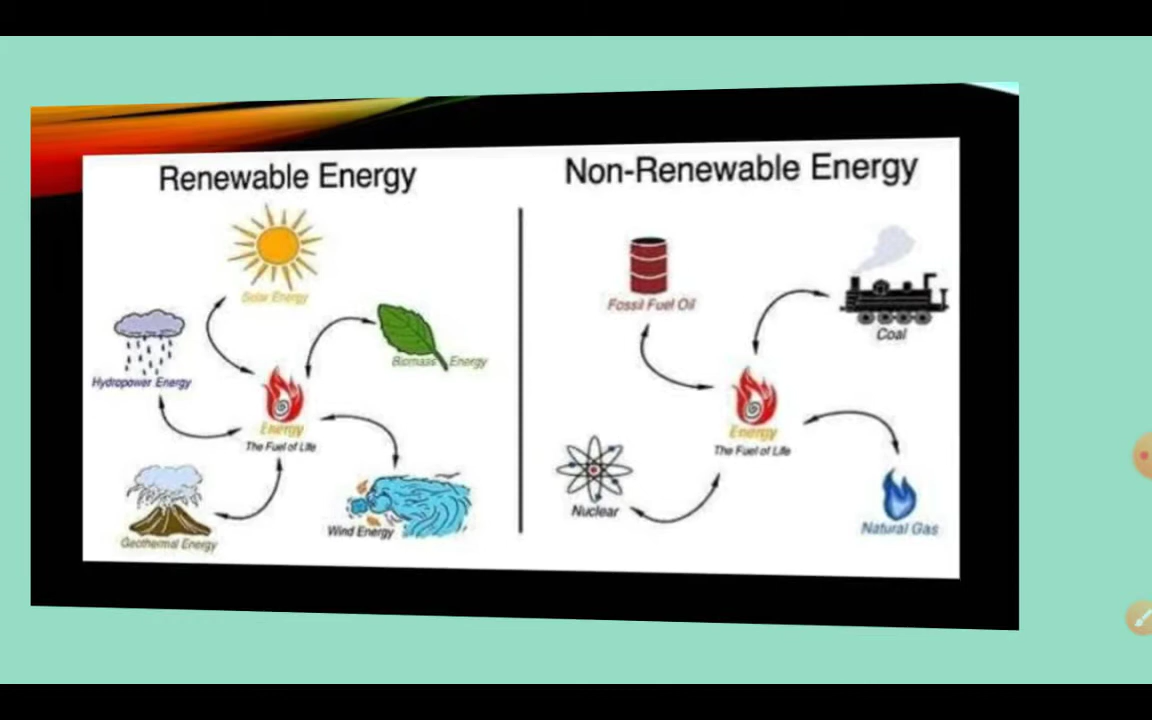 Renewable Energy
Solar Energy
Biomass Energy
Hydropower Energy
Energy
The Fuel of Life
Geothermal Energy
Wind Energy
Non-Renewable Energy
Fossil Fuel Oil
Coal
Energy
The Fuel of Life
Nuclear
Natural Gas